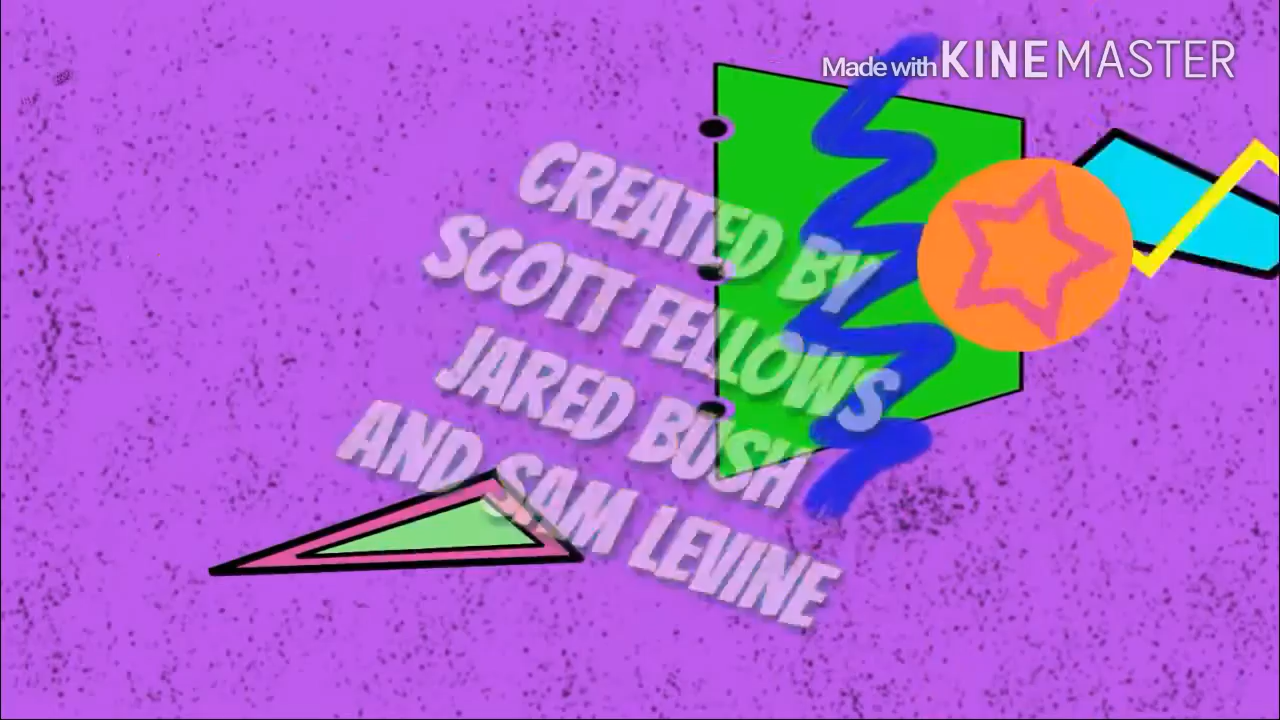 Made with KINEMASTER
CREATED BY
SCOTT FELLOWS
JARED BUSH
AND SAM LEVINE